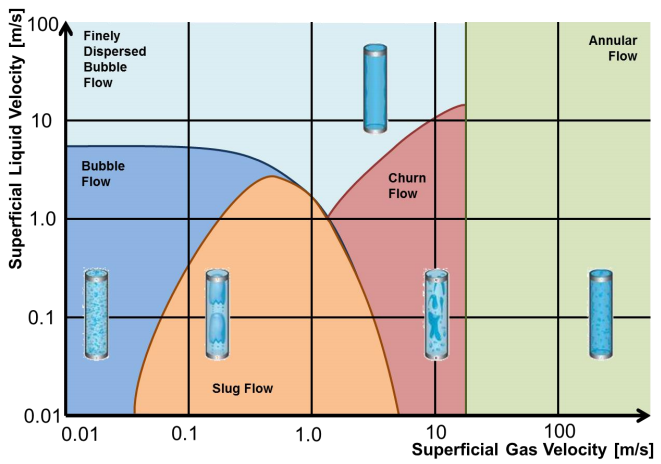 Superficial Liquid Velocity [m/s]
100
10
1.0
0.1
0.01
Finely
Dispersed
Bubble
Flow
Annular
Flow
Bubble
Flow
Churn
Flow
Slug Flow
0.01
0.1
1.0
10
100
Superficial Gas Velocity [m/s]